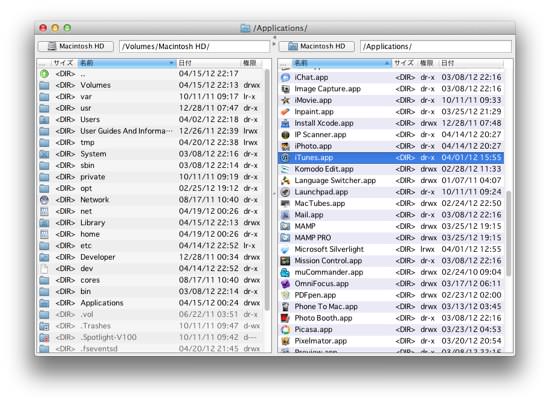 /Applications/
Macintosh HD
/Volumes/Macintosh HD/
... サイズ 名前 日付 権限
<DIR> .. 04/15/12 22:17
<DIR> Volumes 04/15/12 22:13 drwx
<DIR> var 10/11/11 09:17 lr-x
<DIR> usr 12/28/11 07:47 dr-x
<DIR> Users 04/02/12 22:18 dr-x
<DIR> User Guides And Informa··· 12/26/11 22:39 lrwx
<DIR> tmp 04/20/12 22:38 lrwx
<DIR> System 03/08/12 22:16 dr-x
<DIR> sbin 03/08/12 22:14 dr-x
<DIR> private 10/11/11 09:19 dr-x
<DIR> opt 02/25/12 19:12 dr-x
<DIR> Network 08/17/11 10:40 dr-x
<DIR> net 04/19/12 00:26 dr-x
<DIR> Library 04/15/12 22:13 drwx
<DIR> home 04/19/12 00:26 dr-x
<DIR> etc 04/14/12 22:52 lr-x
<DIR> Developer 12/28/11 00:34 drwx
<DIR> dev 04/14/12 22:52 dr-x
<DIR> cores 08/17/11 10:40 drwx
<DIR> bin 03/08/12 22:14 dr-x
<DIR> Applications 04/15/12 00:24 drwx
<DIR> .vol 06/22/11 03:51 dr-x
<DIR> .Trashes 10/11/11 09:47 d-wx
<DIR> .Spotlight-V100 10/11/11 09:42 d---
<DIR> .fseventsd 04/20/12 21:45 drwx
Macintosh HD
/Applications/
... 名前 サイズ 権限 日付
iChat.app <DIR> dr-x 03/08/12 22:16
Image Capture.app <DIR> dr-x 03/08/12 22:16
iMovie.app <DIR> dr-x 10/11/11 09:33
Inpaint.app <DIR> dr-x 03/25/12 21:29
Install Xcode.app <DIR> drwx 12/28/11 07:48
IP Scanner.app <DIR> dr-x 04/14/12 20:27
iPhoto.app <DIR> dr-x 04/14/12 20:27
iTunes.app <DIR> dr-x 04/01/12 15:55
Komodo Edit.app <DIR> drwx 02/28/12 11:33
Language Switcher.app <DIR> drwx 01/07/11 04:07
Launchpad.app <DIR> dr-x 10/11/11 09:24
MacTubes.app <DIR> drwx 02/24/12 22:50
Mail.app <DIR> dr-x 03/08/12 22:16
MAMP <DIR> drwx 03/25/12 19:15
MAMP PRO <DIR> drwx 03/25/12 19:15
Microsoft Silverlight <DIR> lrwx 04/01/12 12:55
Mission Control.app <DIR> dr-x 03/08/12 22:16
muCommander.app <DIR> drwx 02/24/10 09:04
OmniFocus.app <DIR> drwx 03/17/12 06:11
PDFpen.app <DIR> drwx 02/23/12 02:00
Phone To Mac.app <DIR> drwx 03/13/12 03:45
Photo Booth.app <DIR> dr-x 03/08/12 22:16
Picasa.app <DIR> drwx 03/23/12 04:53
Pixelmator.app <DIR> dr-x 03/20/12 20:54
Preview.app <DIR> dr-x 03/08/12 22:16